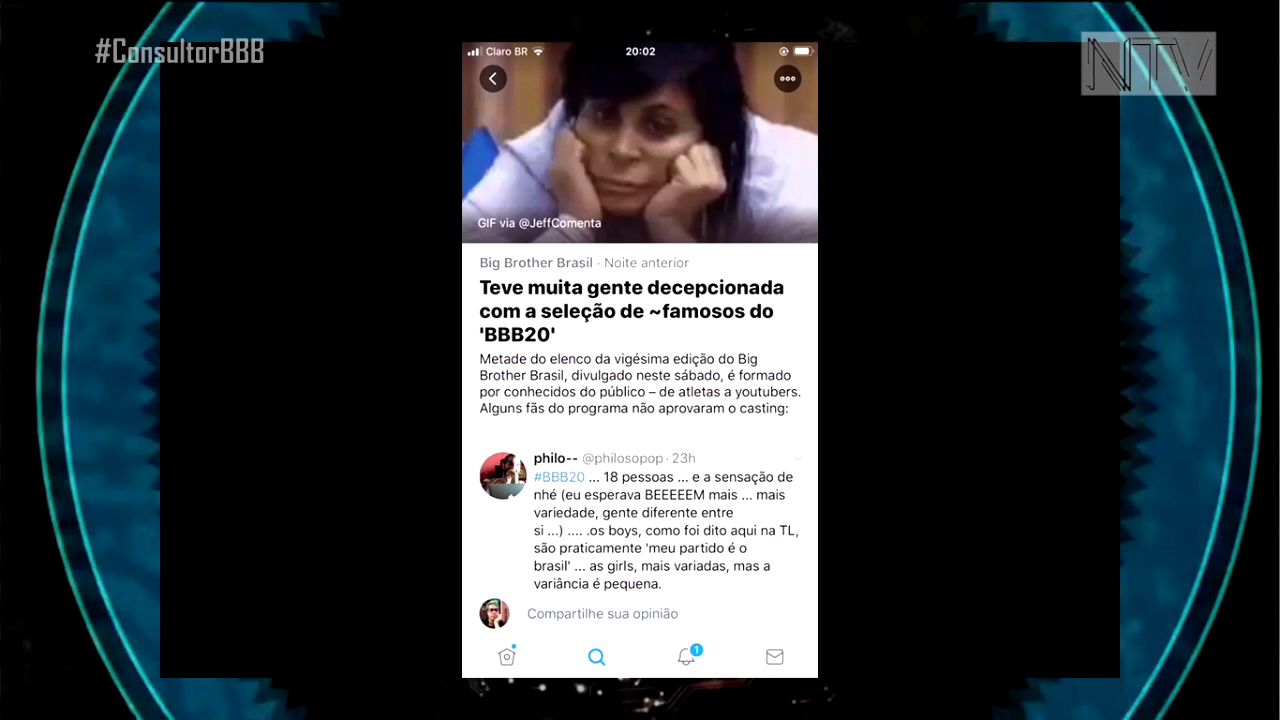 #ConsultorBBB
NTV
Claro BR
20:02
GIF via @JeffComenta
Big Brother Brasil · Noite anterior
Teve muita gente decepcionada
com a seleção de ~famosos do
'BBB20'
Metade do elenco da vigésima edição do Big
Brother Brasil, divulgado neste sábado, é formado
por conhecidos do público – de atletas a youtubers.
Alguns fãs do programa não aprovaram o casting:
philo-- @philosopop · 23h
#BBB20 ... 18 pessoas ... e a sensação de
nhé (eu esperava BEEEEEM mais ... mais
variedade, gente diferente entre
si ...) .... .os boys, como foi dito aqui na TL,
são praticamente 'meu partido é o
brasil' ... as girls, mais variadas, mas a
variância é pequena.
Compartilhe sua opinião
1